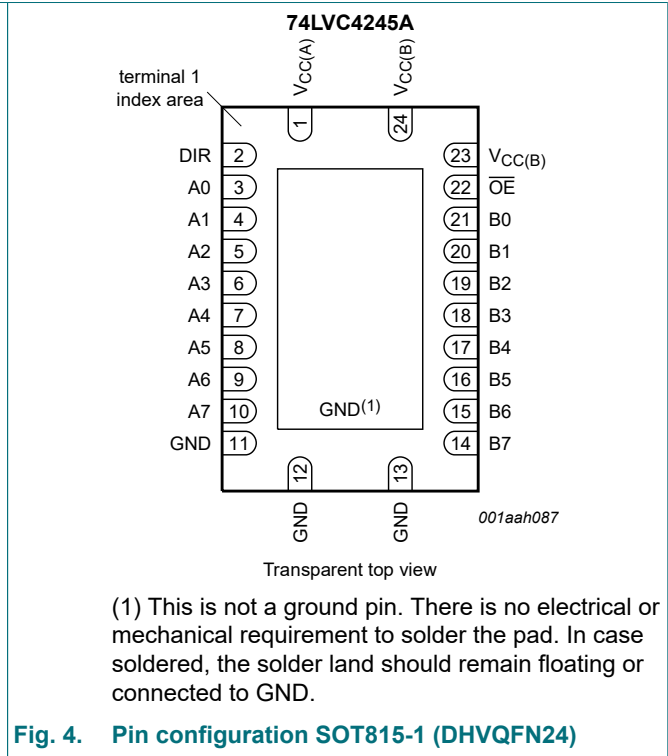 74LVC4245A
terminal 1
index area
VCC(A)
VCC(B)
1
24
DIR 2
23 VCC(B)
A0 3
22 OE
A1 4
21 B0
A2 5
20 B1
A3 6
19 B2
A4 7
18 B3
A5 8
17 B4
A6 9
16 B5
A7 10
GND(1)
15 B6
GND 11
14 B7
12
13
GND
GND
001aah087
Transparent top view
(1) This is not a ground pin. There is no electrical or
mechanical requirement to solder the pad. In case
soldered, the solder land should remain floating or
connected to GND.
Fig. 4. Pin configuration SOT815-1 (DHVQFN24)